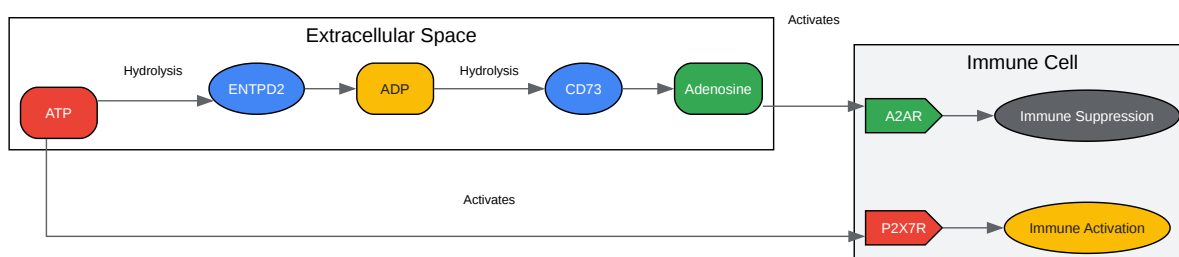 Activates
Extracellular Space
Immune Cell
Hydrolysis
Hydrolysis
ATP
ENTPD2
ADP
CD73
Adenosine
A2AR
Immune Suppression
Activates
P2X7R
Immune Activation